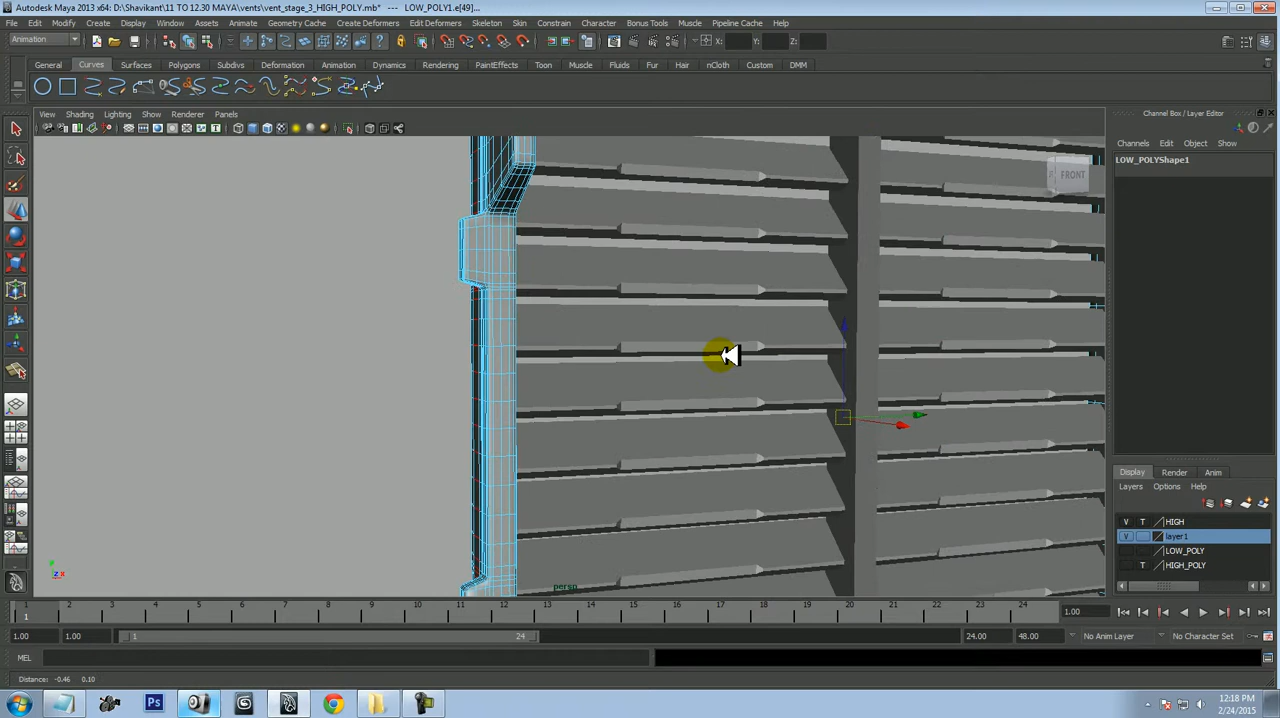 Autodesk Maya 2013 x64: D:\Shavikant\11 TO 12.30 MAYA\vents\vent_stage_3_HIGH_POLY.mb* --- LOW_POLY1.e[49]...
File Edit Modify Create Display Window Assets Animate Geometry Cache Create Deformers Edit Deformers Skeleton Skin Constrain Character Bonus Tools Muscle Pipeline Cache Help
Animation X: Y: Z:
General Curves Surfaces Polygons Subdivs Deformation Animation Dynamics Rendering PaintEffects Toon Muscle Fluids Fur Hair nCloth Custom DMM
View Shading Lighting Show Renderer Panels
Channel Box / Layer Editor
Channels Edit Object Show
LOW_POLYShape1
FRONT
persp
Display Render Anim
Layers Options Help
V T HIGH
V layer1
LOW_POLY
T HIGH_POLY
1 2 3 4 5 6 7 8 9 10 11 12 13 14 15 16 17 18 19 20 21 22 23 24
1 1.00
1.00 1.00 1 24 24.00 48.00 No Anim Layer No Character Set
MEL
Distance: -0.46 0.10
Ps
12:18 PM
2/24/2015